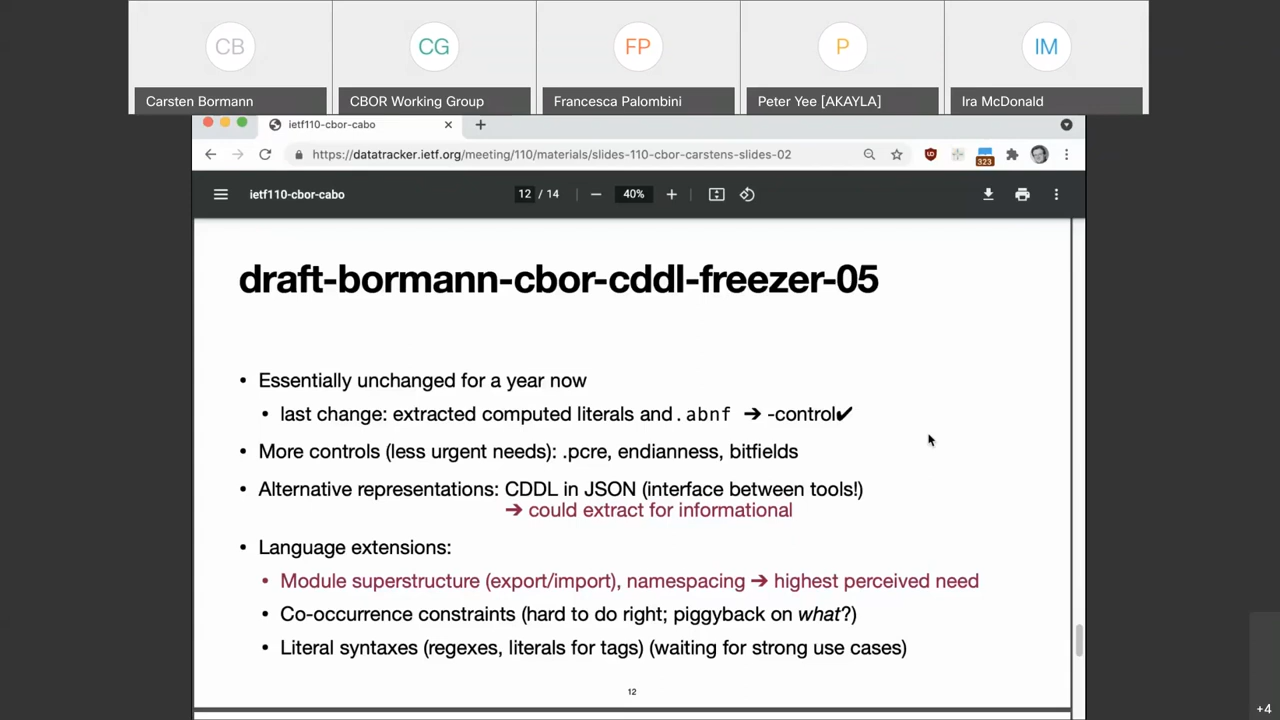 CB
CG
FP
P
IM
Carsten Bormann
CBOR Working Group
Francesca Palombini
Peter Yee [AKAYLA]
Ira McDonald
ietf110-cbor-cabo
https://datatracker.ietf.org/meeting/110/materials/slides-110-cbor-carstens-slides-02
323
ietf110-cbor-cabo
12 / 14
40%
draft-bormann-cbor-cddl-freezer-05
• Essentially unchanged for a year now
• last change: extracted computed literals and .abnf ➔ -control✔
• More controls (less urgent needs): .pcre, endianness, bitfields
• Alternative representations: CDDL in JSON (interface between tools!)
➔ could extract for informational
• Language extensions:
• Module superstructure (export/import), namespacing ➔ highest perceived need
• Co-occurrence constraints (hard to do right; piggyback on what?)
• Literal syntaxes (regexes, literals for tags) (waiting for strong use cases)
12
+4